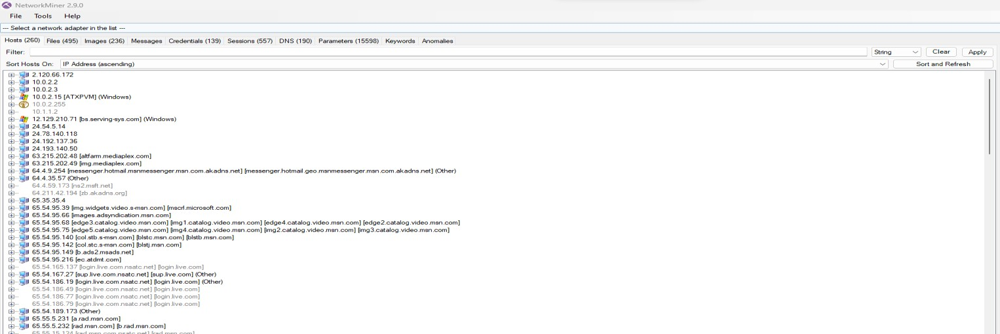 NetworkMiner 2.9.0
File Tools Help
--- Select a network adapter in the list ---
Hosts (260) Files (495) Images (236) Messages Credentials (139) Sessions (557) DNS (190) Parameters (15598) Keywords Anomalies
Filter: String Clear Apply
Sort Hosts On: IP Address (ascending) Sort and Refresh
2.120.66.172
10.0.2.2
10.0.2.3
10.0.2.15 [ATXPVM] (Windows)
10.0.2.255
10.1.1.2
12.129.210.71 [bs.serving-sys.com] (Windows)
24.54.5.14
24.78.140.118
24.192.137.36
24.193.140.50
63.215.202.48 [altfarm.mediaplex.com]
63.215.202.49 [img.mediaplex.com]
64.4.9.254 [messenger.hotmail.msnmessenger.msn.com.akadns.net] [messenger.hotmail.geo.msnmessenger.msn.com.akadns.net] (Other)
64.4.35.57 (Other)
64.4.59.173 [ns2.msft.net]
64.211.42.194 [zb.akadns.org]
65.35.35.4
65.54.95.39 [img.widgets.video.s-msn.com] [mscrl.microsoft.com]
65.54.95.66 [images.adsyndication.msn.com]
65.54.95.68 [edge3.catalog.video.msn.com] [img1.catalog.video.msn.com] [edge4.catalog.video.msn.com] [edge2.catalog.video.msn.com]
65.54.95.75 [edge5.catalog.video.msn.com] [img4.catalog.video.msn.com] [img2.catalog.video.msn.com] [img3.catalog.video.msn.com]
65.54.95.140 [col.stb.s-msn.com] [blstc.msn.com] [blstb.msn.com]
65.54.95.142 [col.stc.s-msn.com] [blstj.msn.com]
65.54.95.149 [b.ads2.msads.net]
65.54.95.216 [ec.atdmt.com]
65.54.165.137 [login.live.com.nsatc.net] [login.live.com]
65.54.167.27 [sup.live.com.nsatc.net] [sup.live.com] (Other)
65.54.186.19 [login.live.com.nsatc.net] [login.live.com] (Other)
65.54.186.49 [login.live.com.nsatc.net] [login.live.com]
65.54.186.77 [login.live.com.nsatc.net] [login.live.com]
65.54.186.79 [login.live.com.nsatc.net] [login.live.com]
65.54.189.173 (Other)
65.55.5.231 [a.rad.msn.com]
65.55.5.232 [rad.msn.com] [b.rad.msn.com]
65.55.15.124 [rad.msn.com.nsatc.net] [rad.msn.com]